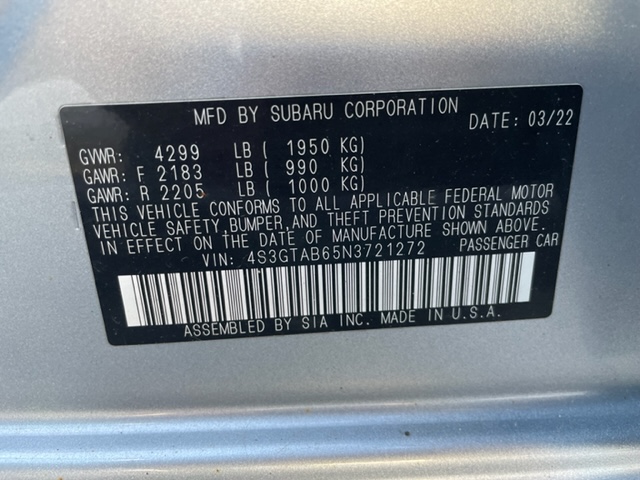 MFD BY SUBARU CORPORATION
DATE: 03/22
GVWR: 4299 LB ( 1950 KG)
GAWR: F 2183 LB ( 990 KG)
GAWR: R 2205 LB ( 1000 KG)
THIS VEHICLE CONFORMS TO ALL APPLICABLE FEDERAL MOTOR
VEHICLE SAFETY,BUMPER,AND THEFT PREVENTION STANDARDS
IN EFFECT ON THE DATE OF MANUFACTURE SHOWN ABOVE.
VIN: 4S3GTAB65N3721272 PASSENGER CAR
ASSEMBLED BY SIA INC. MADE IN U.S.A.